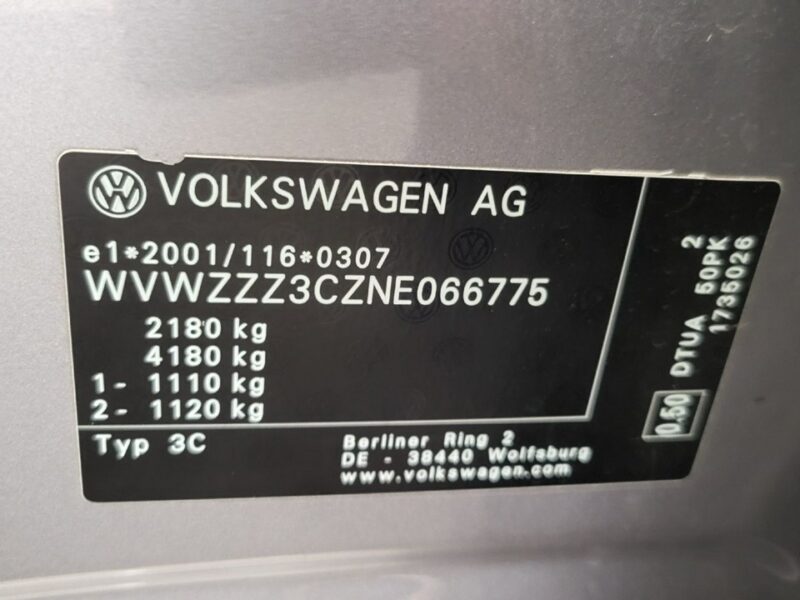 VOLKSWAGEN AG
e1*2001/116*0307
WVWZZZ3CZNE066775
2180 kg
4180 kg
1- 1110 kg
2- 1120 kg
Typ 3C
Berliner Ring 2
DE - 38440 Wolfsburg
www.volkswagen.com
2
0.50 DTUA 50PK
1735026